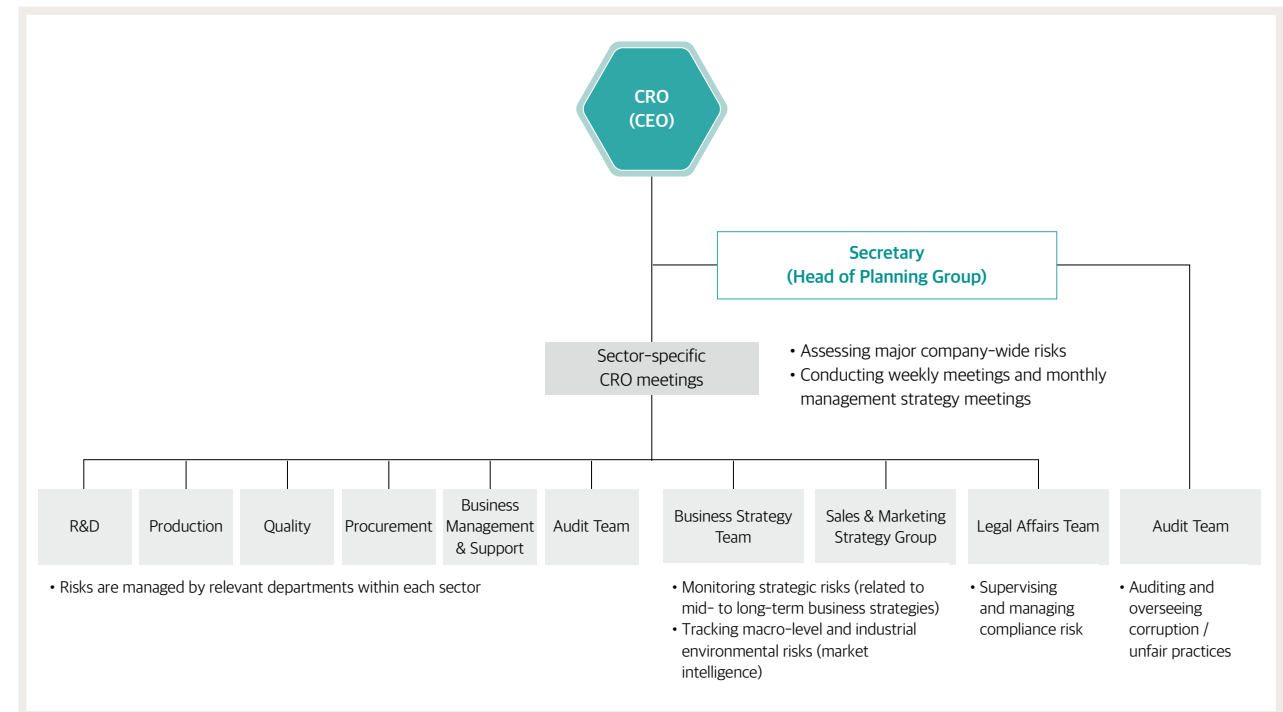 CRO
(CEO)
Secretary
(Head of Planning Group)
Sector-specific
CRO meetings
• Assessing major company-wide risks
• Conducting weekly meetings and monthly
management strategy meetings
R&D
Production
Quality
Procurement
Business
Management
& Support
Audit Team
Business Strategy
Team
Sales & Marketing
Strategy Group
Legal Affairs Team
Audit Team
• Risks are managed by relevant departments within each sector
• Monitoring strategic risks (related to
mid- to long-term business strategies)
• Tracking macro-level and industrial
environmental risks (market
intelligence)
• Supervising
and managing
compliance risk
• Auditing and
overseeing
corruption /
unfair practices